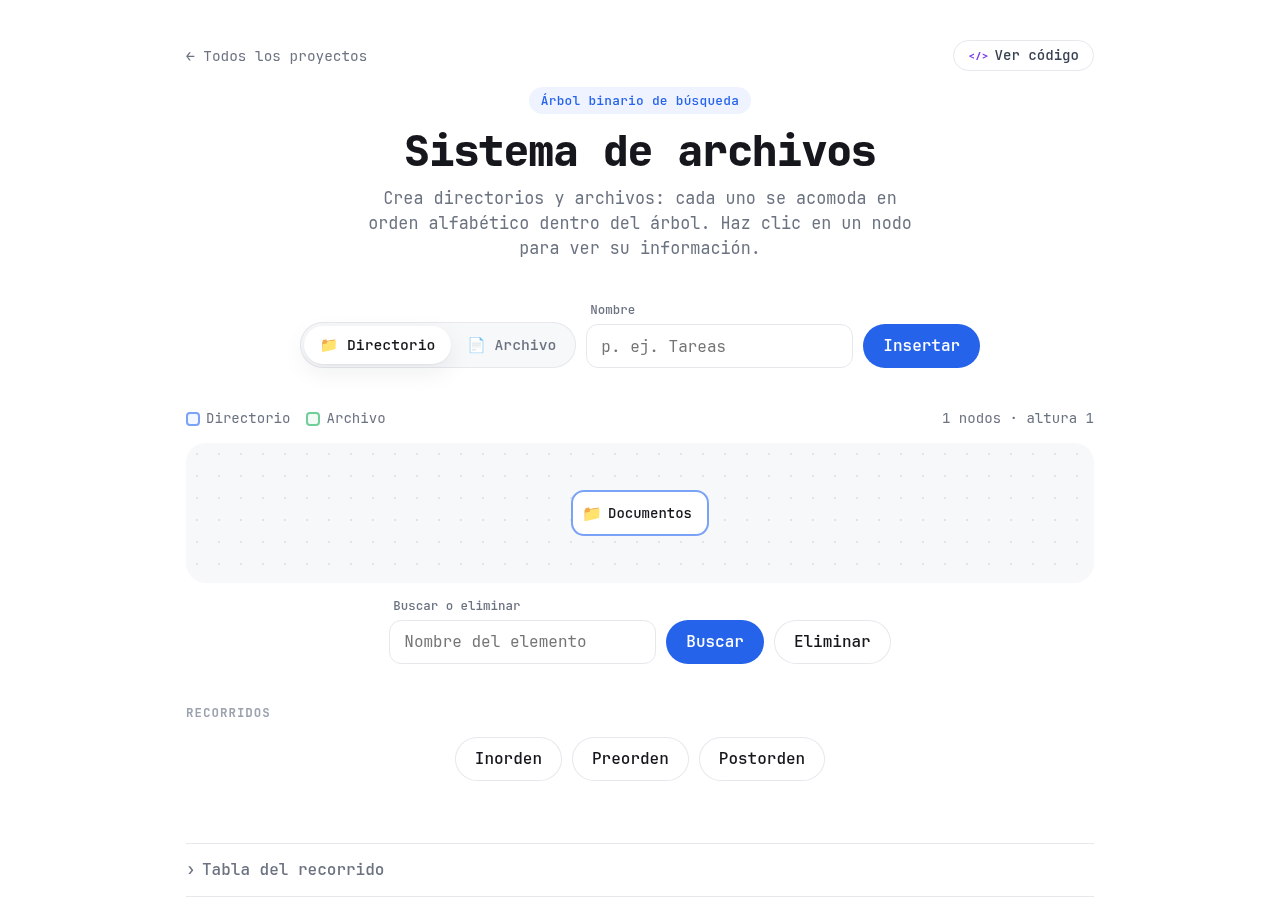 ← Todos los proyectos
</> Ver código
Árbol binario de búsqueda
Sistema de archivos
Crea directorios y archivos: cada uno se acomoda en
orden alfabético dentro del árbol. Haz clic en un nodo
para ver su información.
Nombre
📁 Directorio
📄 Archivo
p. ej. Tareas
Insertar
Directorio
Archivo
1 nodos · altura 1
📁 Documentos
Buscar o eliminar
Nombre del elemento
Buscar
Eliminar
RECORRIDOS
Inorden
Preorden
Postorden
› Tabla del recorrido